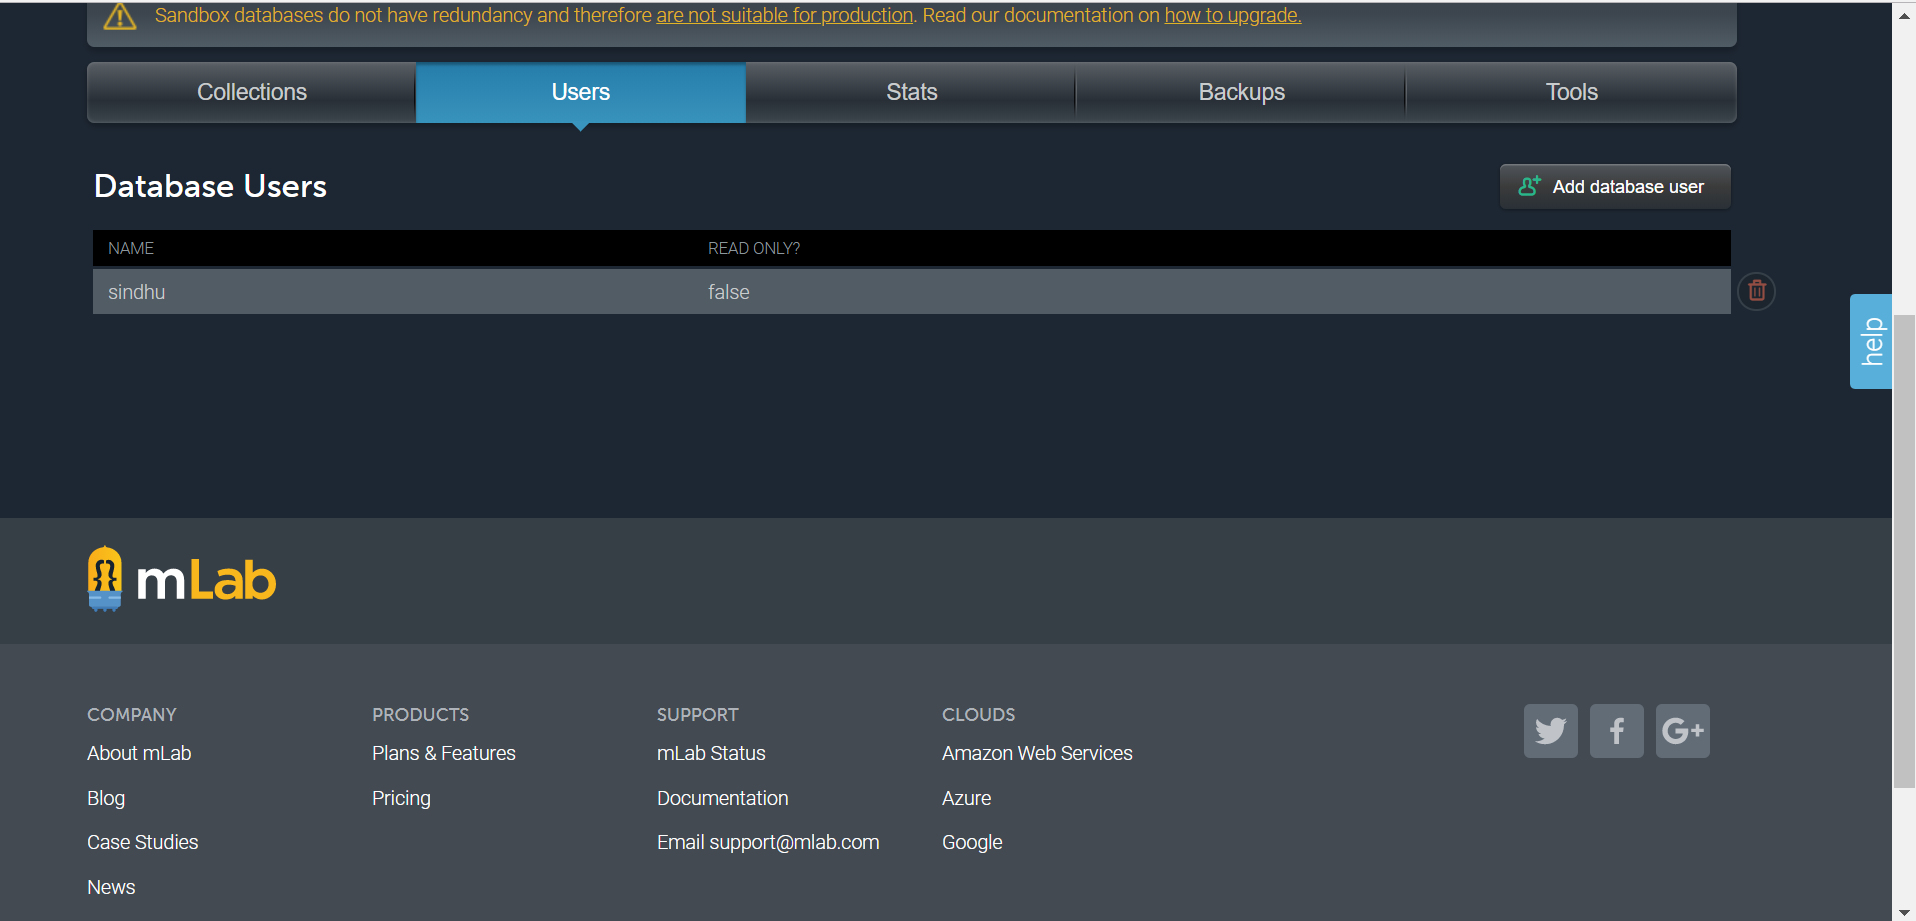 Sandbox databases do not have redundancy and therefore are not suitable for production. Read our documentation on how to upgrade.
Collections Users Stats Backups Tools
Database Users
Add database user
NAME READ ONLY?
sindhu false
help
mLab
COMPANY PRODUCTS SUPPORT CLOUDS
About mLab Plans & Features mLab Status Amazon Web Services
Blog Pricing Documentation Azure
Case Studies Email support@mlab.com Google
News
G+